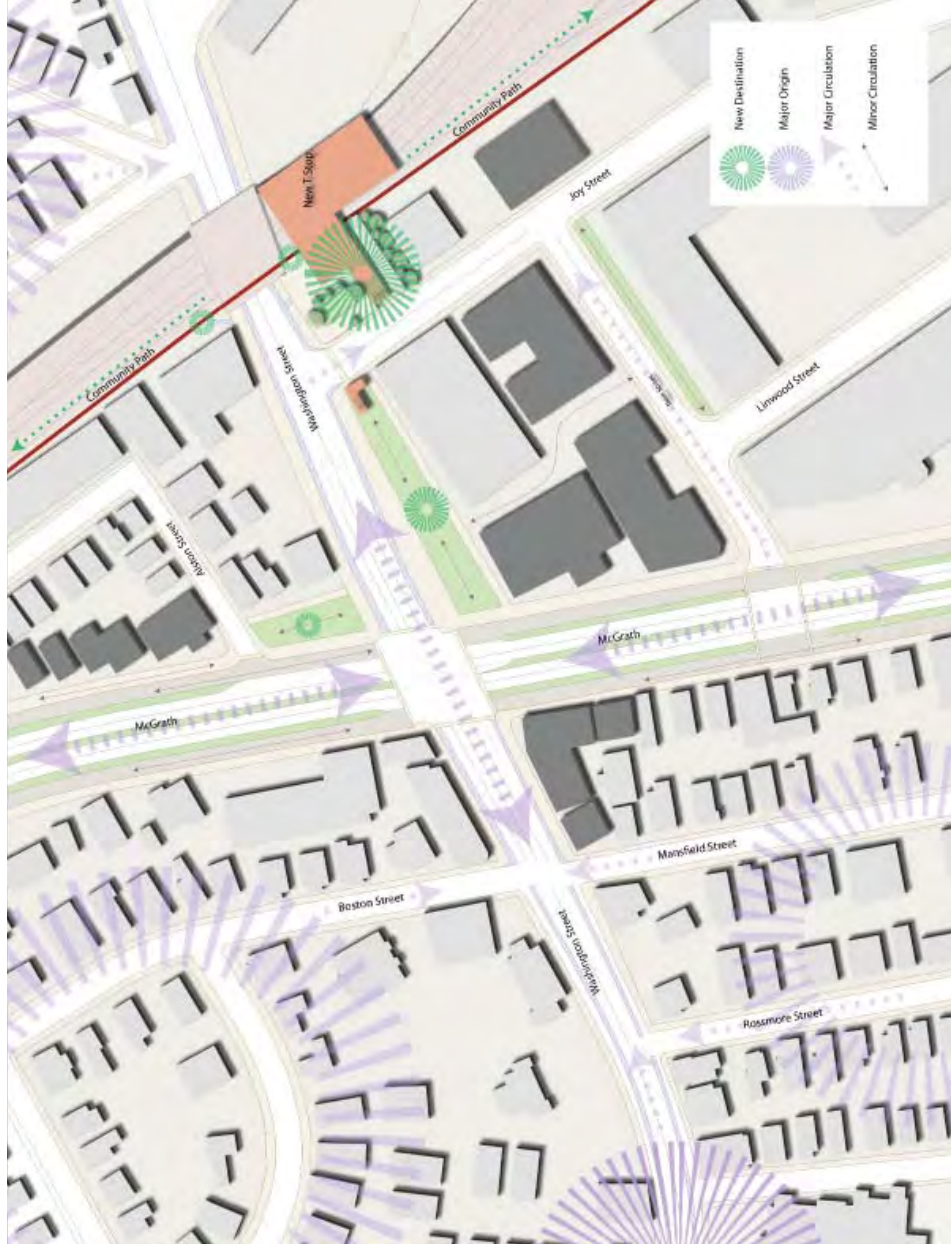 New Destination
Major Origin
Major Circulation
Minor Circulation
New T Stop
Community Path
Community Path
Joy Street
Washington Street
Linwood Street
Alston Street
McGrath
McGrath
Boston Street
Mansfield Street
Washington Street
Rossmore Street